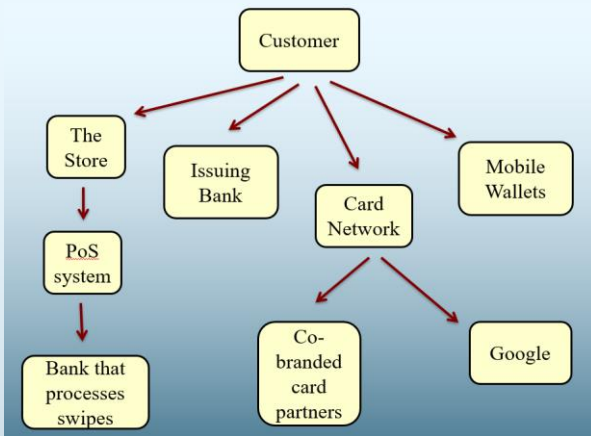 Customer
The
Store
Issuing
Bank
Card
Network
Mobile
Wallets
PoS
system
Bank that
processes
swipes
Co-
branded
card
partners
Google